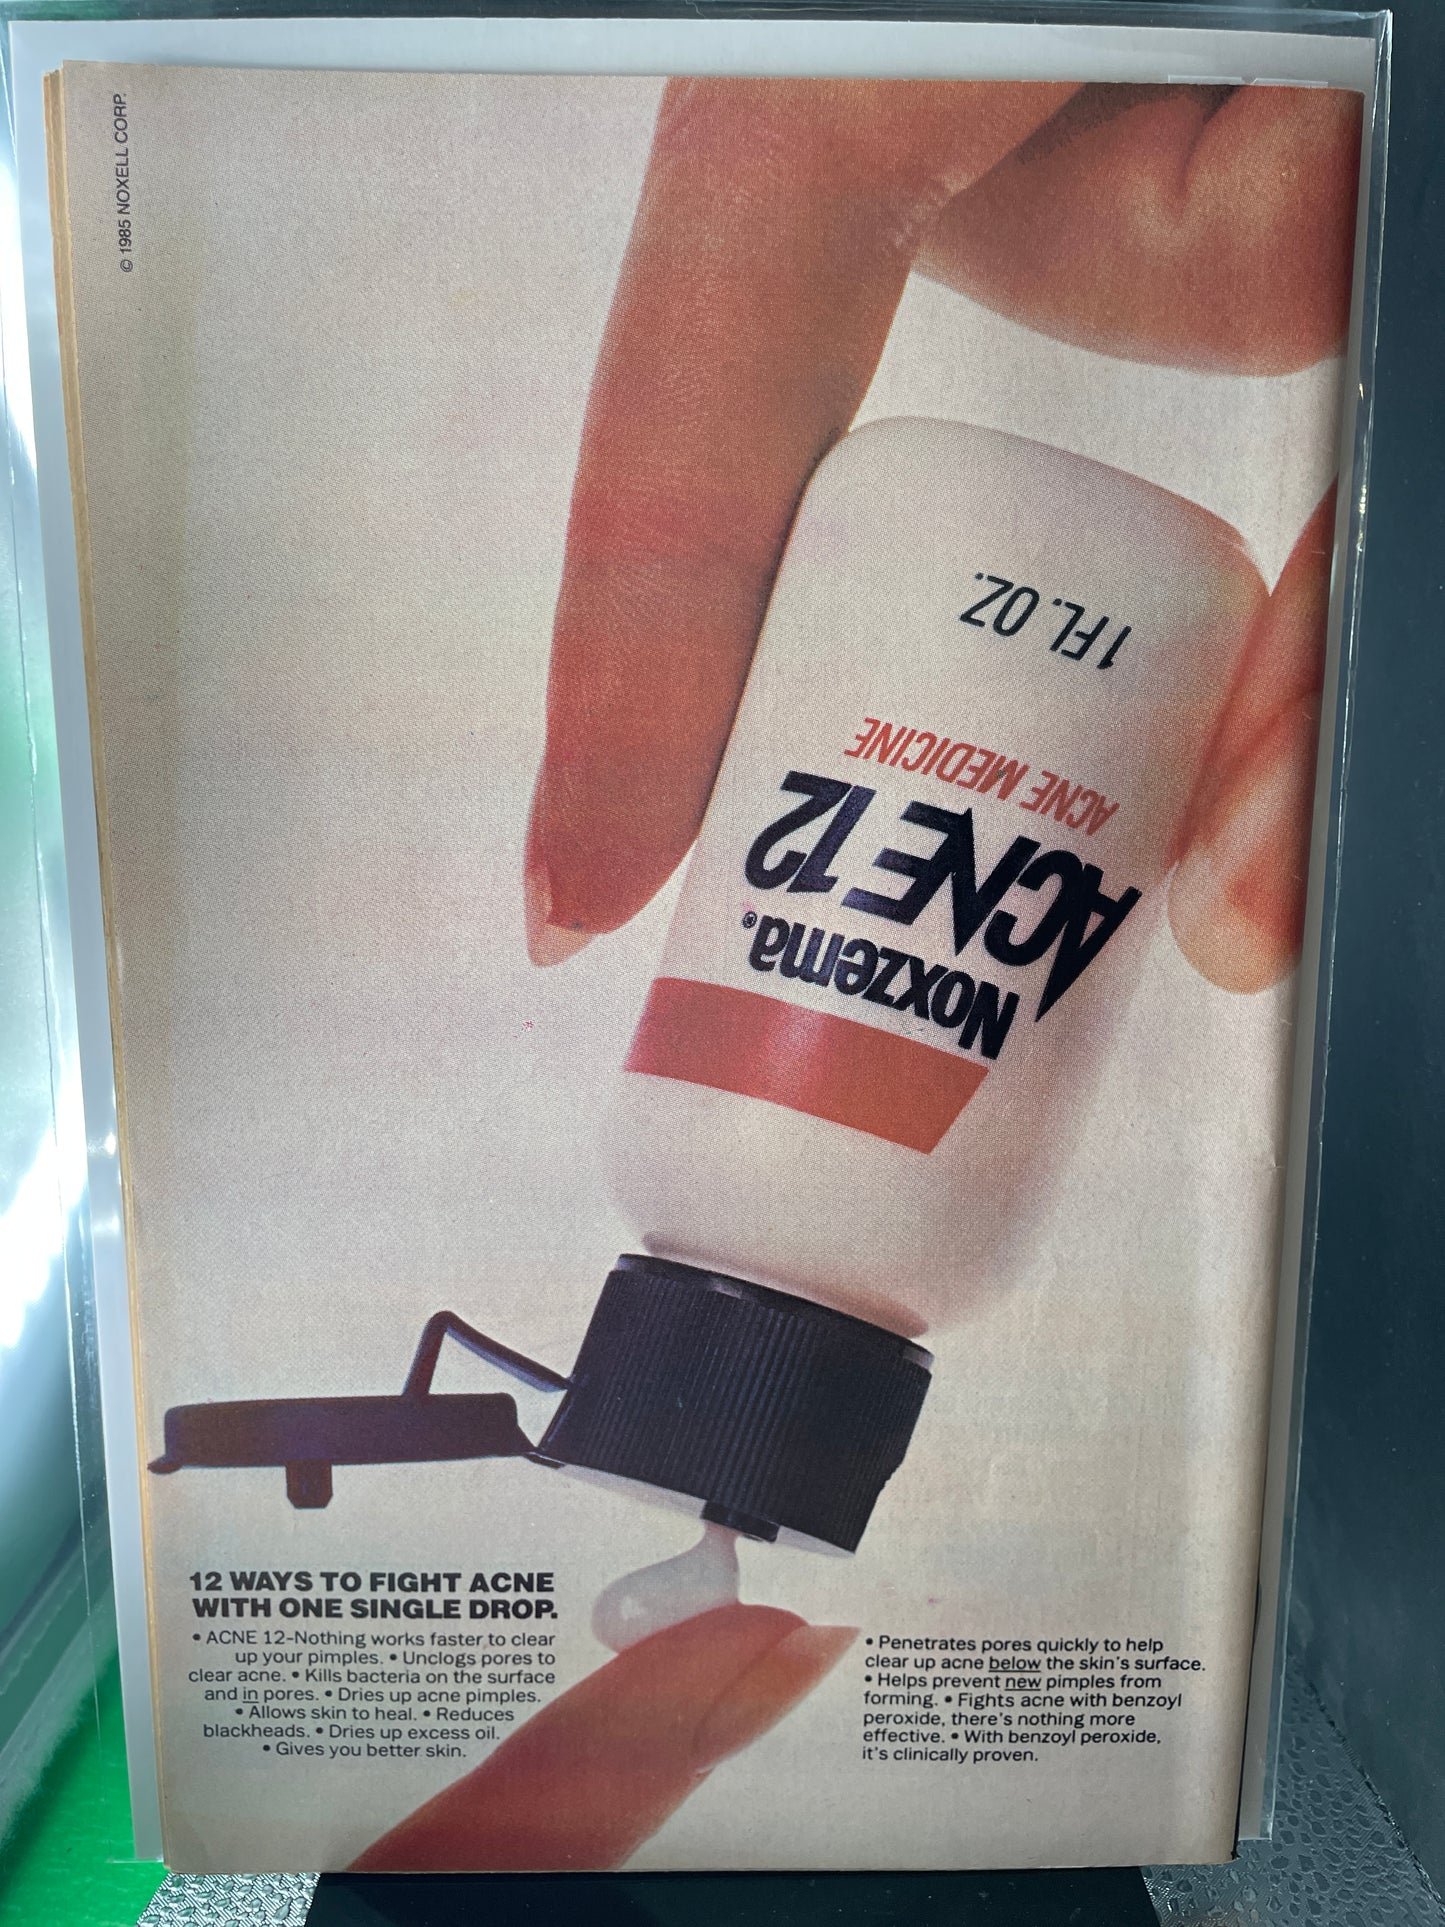 © 1985 NOXELL CORP.
1 FL. OZ.
ACNE MEDICINE
ACNE 12
Noxzema®
12 WAYS TO FIGHT ACNE
WITH ONE SINGLE DROP.
• ACNE 12-Nothing works faster to clear
up your pimples. • Unclogs pores to
clear acne. • Kills bacteria on the surface
and in pores. • Dries up acne pimples.
• Allows skin to heal. • Reduces
blackheads. • Dries up excess oil.
• Gives you better skin.
• Penetrates pores quickly to help
clear up acne below the skin's surface.
• Helps prevent new pimples from
forming. • Fights acne with benzoyl
peroxide, there's nothing more
effective. • With benzoyl peroxide,
it's clinically proven.